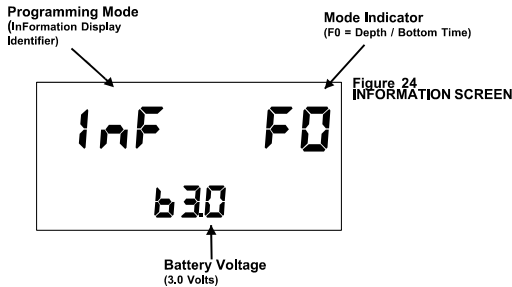 Programming Mode
(InFormation Display
Identifier)
Mode Indicator
(F0 = Depth / Bottom Time)
Figure 24
INFORMATION SCREEN
InF F0
b 3.0
Battery Voltage
(3.0 Volts)